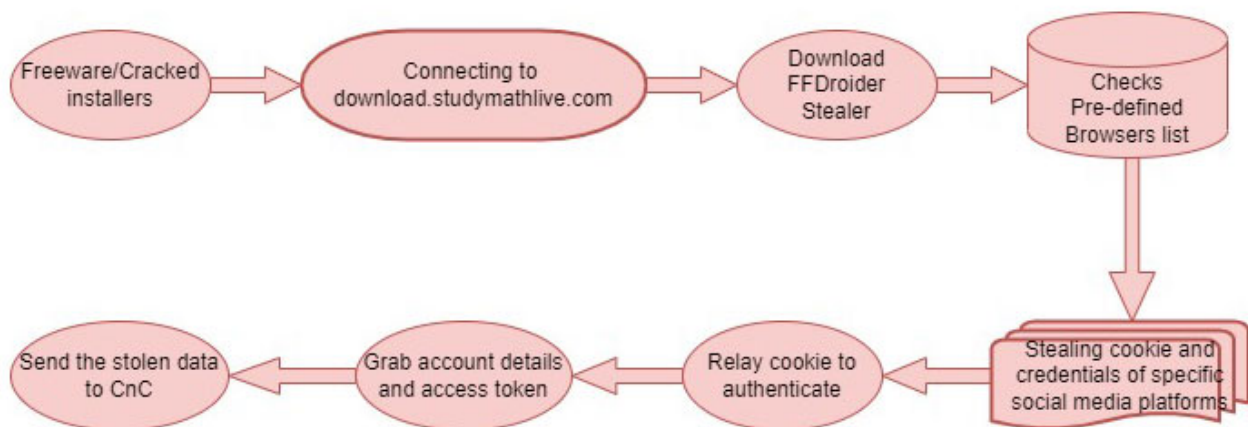 Freeware/Cracked
installers
Connecting to
download.studymathlive.com
Download
FFDroider
Stealer
Checks
Pre-defined
Browsers list
Stealing cookie and
credentials of specific
social media platforms
Relay cookie to
authenticate
Grab account details
and access token
Send the stolen data
to CnC